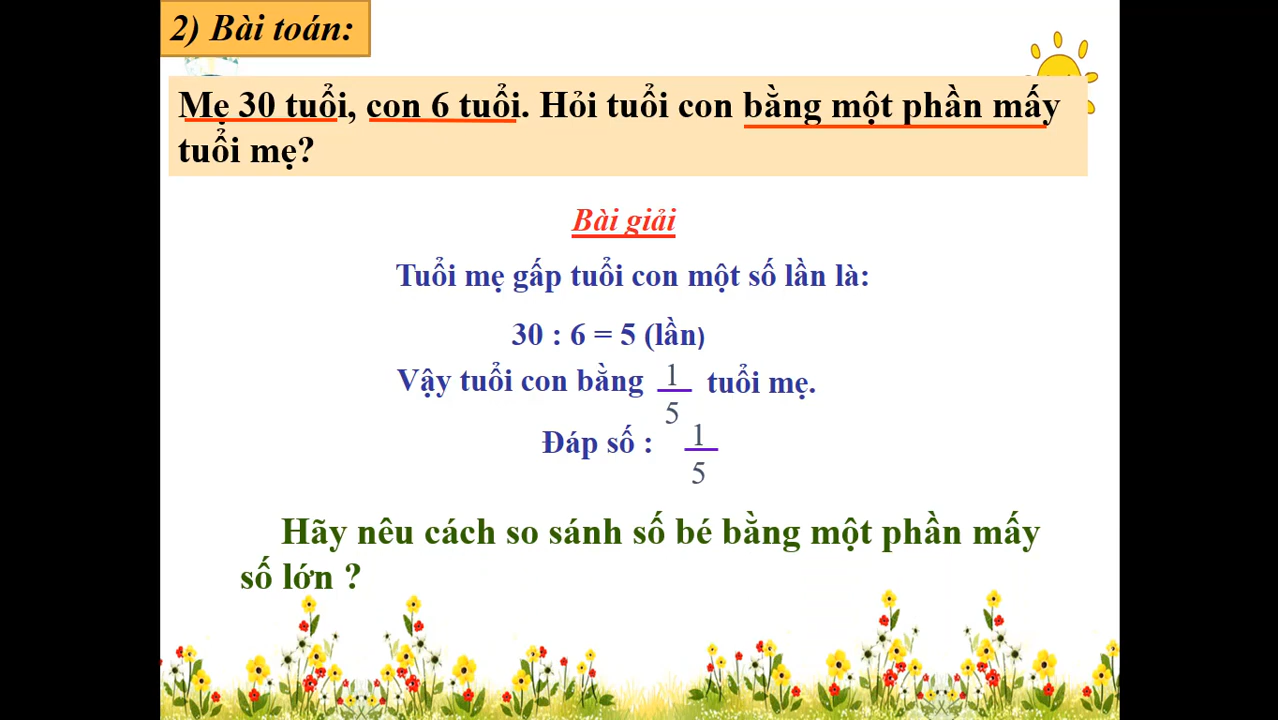 2) Bài toán:
Mẹ 30 tuổi, con 6 tuổi. Hỏi tuổi con bằng một phần mấy
tuổi mẹ?
Bài giải
Tuổi mẹ gấp tuổi con một số lần là:
30 : 6 = 5 (lần)
Vậy tuổi con bằng 1/5 tuổi mẹ.
Đáp số : 1/5
Hãy nêu cách so sánh số bé bằng một phần mấy
số lớn ?